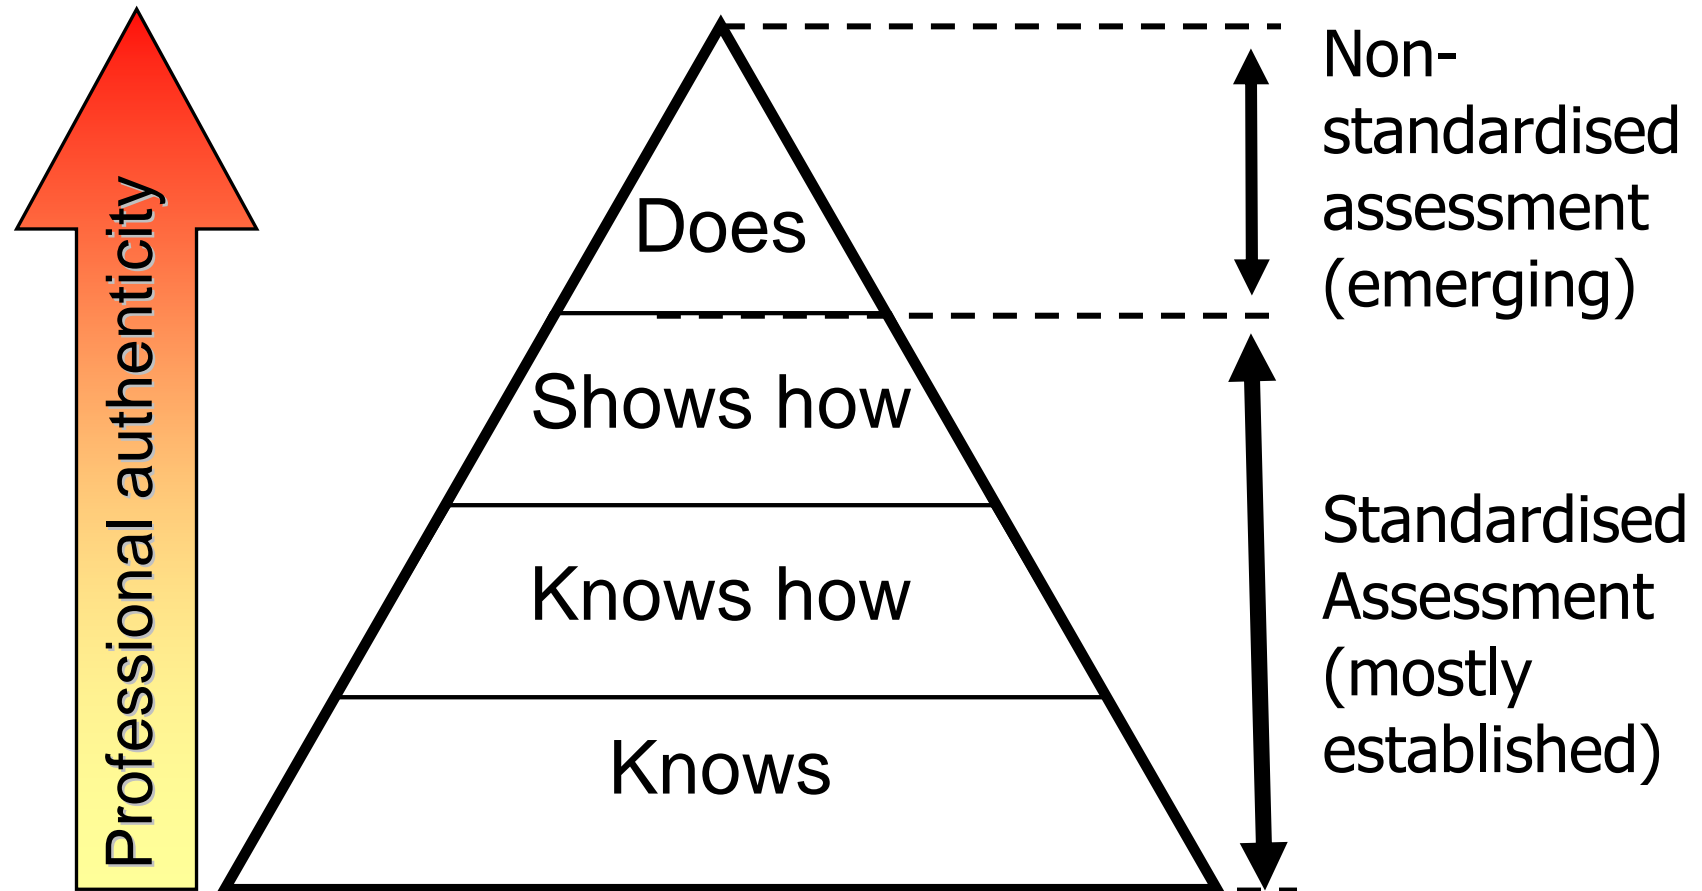 Professional authenticity
Does
Shows how
Knows how
Knows
Non-
standardised
assessment
(emerging)
Standardised
Assessment
(mostly
established)